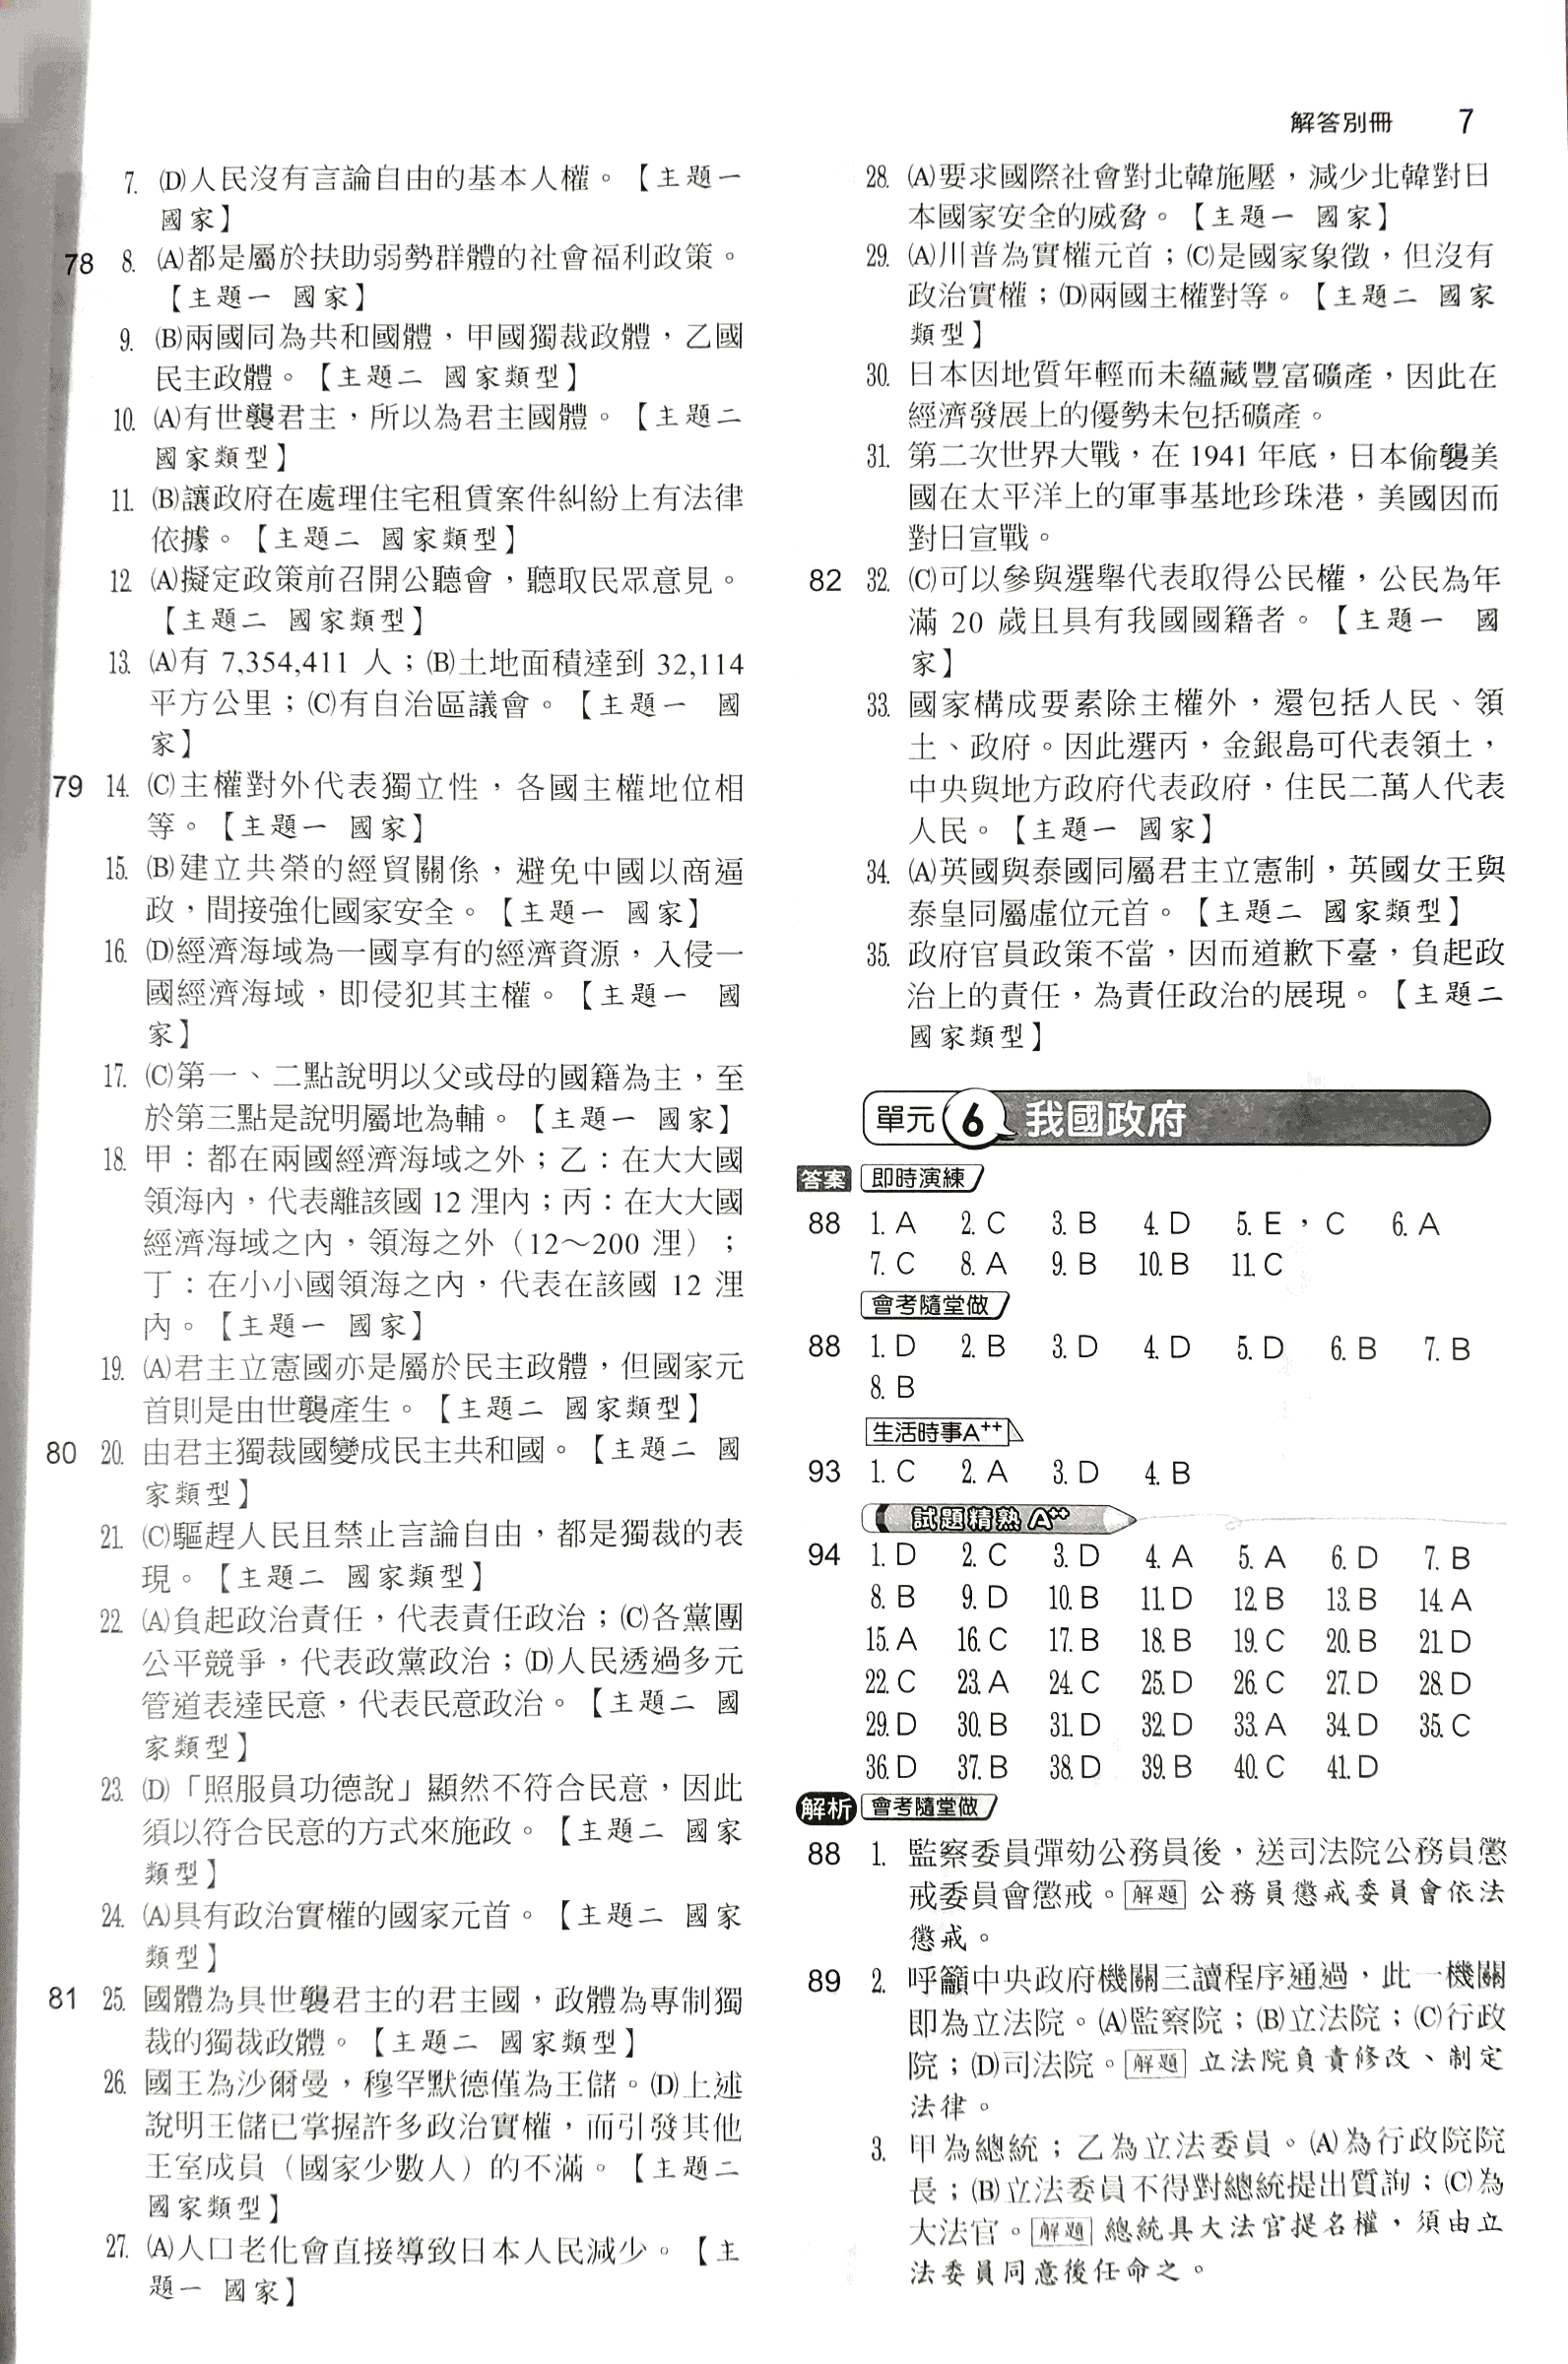 解答別冊 7
7. (D)人民沒有言論自由的基本人權。【主題一
國家】
78 8. (A)都是屬於扶助弱勢群體的社會福利政策。
【主題一 國家】
9. (B)兩國同為共和國體，甲國獨裁政體，乙國
民主政體。【主題二 國家類型】
10. (A)有世襲君主，所以為君主國體。【主題二
國家類型】
11. (B)讓政府在處理住宅租賃案件糾紛上有法律
依據。【主題二 國家類型】
12. (A)擬定政策前召開公聽會，聽取民眾意見。
【主題二 國家類型】
13. (A)有 7,354,411 人；(B)土地面積達到 32,114
平方公里；(C)有自治區議會。【主題一 國
家】
79 14. (C)主權對外代表獨立性，各國主權地位相
等。【主題一 國家】
15. (B)建立共榮的經貿關係，避免中國以商逼
政，間接強化國家安全。【主題一 國家】
16. (D)經濟海域為一國享有的經濟資源，入侵一
國經濟海域，即侵犯其主權。【主題一 國
家】
17. (C)第一、二點說明以父或母的國籍為主，至
於第三點是說明屬地為輔。【主題一 國家】
18. 甲：都在兩國經濟海域之外；乙：在大大國
領海內，代表離該國 12 浬內；丙：在大大國
經濟海域之內，領海之外（12～200 浬）；
丁：在小小國領海之內，代表在該國 12 浬
內。【主題一 國家】
19. (A)君主立憲國亦是屬於民主政體，但國家元
首則是由世襲產生。【主題二 國家類型】
80 20. 由君主獨裁國變成民主共和國。【主題二 國
家類型】
21. (C)驅趕人民且禁止言論自由，都是獨裁的表
現。【主題二 國家類型】
22. (A)負起政治責任，代表責任政治；(C)各黨團
公平競爭，代表政黨政治；(D)人民透過多元
管道表達民意，代表民意政治。【主題二 國
家類型】
23. (D)「照服員功德說」顯然不符合民意，因此
須以符合民意的方式來施政。【主題二 國家
類型】
24. (A)具有政治實權的國家元首。【主題二 國家
類型】
81 25. 國體為具世襲君主的君主國，政體為專制獨
裁的獨裁政體。【主題二 國家類型】
26. 國王為沙爾曼，穆罕默德僅為王儲。(D)上述
說明王儲已掌握許多政治實權，而引發其他
王室成員（國家少數人）的不滿。【主題二
國家類型】
27. (A)人口老化會直接導致日本人民減少。【主
題一 國家】
28. (A)要求國際社會對北韓施壓，減少北韓對日
本國家安全的威脅。【主題一 國家】
29. (A)川普為實權元首；(C)是國家象徵，但沒有
政治實權；(D)兩國主權對等。【主題二 國家
類型】
30. 日本因地質年輕而未蘊藏豐富礦產，因此在
經濟發展上的優勢未包括礦產。
31. 第二次世界大戰，在 1941 年底，日本偷襲美
國在太平洋上的軍事基地珍珠港，美國因而
對日宣戰。
82 32. (C)可以參與選舉代表取得公民權，公民為年
滿 20 歲且具有我國國籍者。【主題一 國
家】
33. 國家構成要素除主權外，還包括人民、領
土、政府。因此選丙，金銀島可代表領土，
中央與地方政府代表政府，住民二萬人代表
人民。【主題一 國家】
34. (A)英國與泰國同屬君主立憲制，英國女王與
泰皇同屬虛位元首。【主題二 國家類型】
35. 政府官員政策不當，因而道歉下臺，負起政
治上的責任，為責任政治的展現。【主題二
國家類型】
單元 6 我國政府
答案 即時演練
88 1. A 2. C 3. B 4. D 5. E，C 6. A
7. C 8. A 9. B 10. B 11. C
會考隨堂做
88 1. D 2. B 3. D 4. D 5. D 6. B 7. B
8. B
生活時事A++
93 1. C 2. A 3. D 4. B
試題精熟 A++
94 1. D 2. C 3. D 4. A 5. A 6. D 7. B
8. B 9. D 10. B 11. D 12. B 13. B 14. A
15. A 16. C 17. B 18. B 19. C 20. B 21. D
22. C 23. A 24. C 25. D 26. C 27. D 28. D
29. D 30. B 31. D 32. D 33. A 34. D 35. C
36. D 37. B 38. D 39. B 40. C 41. D
解析 會考隨堂做
88 1. 監察委員彈劾公務員後，送司法院公務員懲
戒委員會懲戒。解題 公務員懲戒委員會依法
懲戒。
89 2. 呼籲中央政府機關三讀程序通過，此一機關
即為立法院。(A)監察院；(B)立法院；(C)行政
院；(D)司法院。解題 立法院負責修改、制定
法律。
3. 甲為總統；乙為立法委員。(A)為行政院院
長；(B)立法委員不得對總統提出質詢；(C)為
大法官。解題 總統具大法官提名權，須由立
法委員同意後任命之。